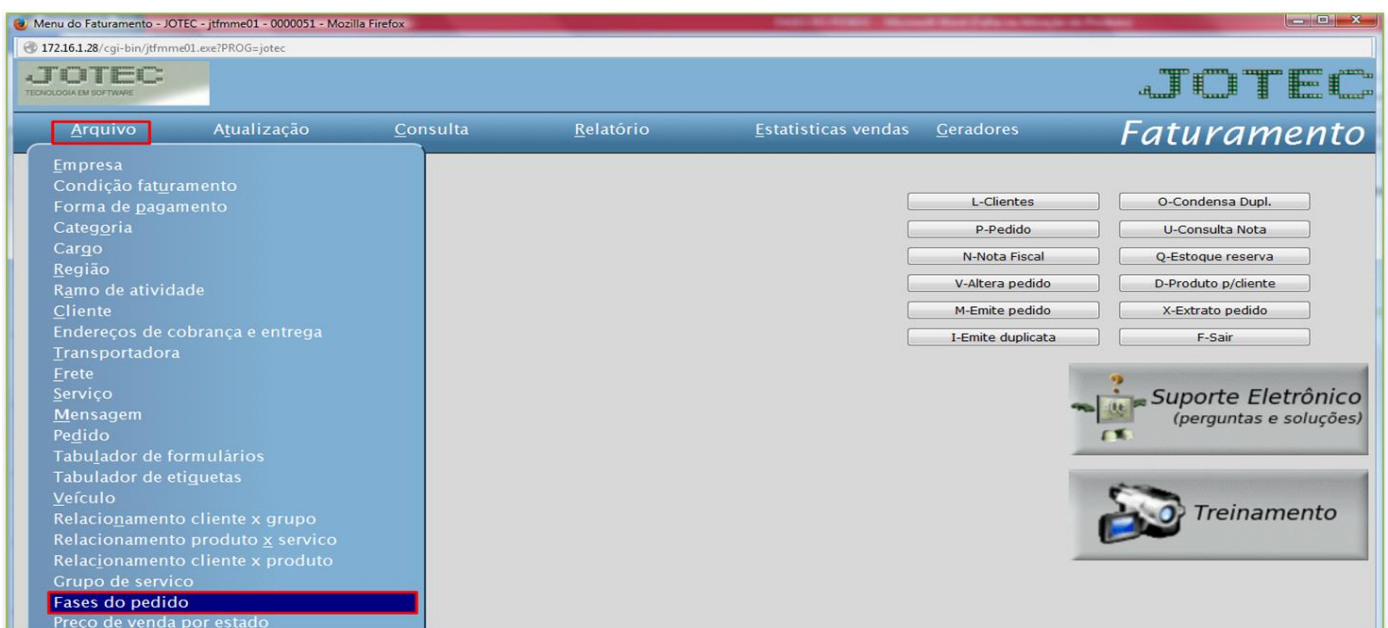 Menu do Faturamento - JOTEC - jtfmme01 - 0000051 - Mozilla Firefox
172.16.1.28/cgi-bin/jtfmme01.exe?PROG=jotec
JOTEC
TECNOLOGIA EM SOFTWARE
JOTEC
Arquivo Atualização Consulta Relatório Estatisticas vendas Geradores Faturamento
Empresa
Condição faturamento
Forma de pagamento
Categoria
Cargo
Região
Ramo de atividade
Cliente
Endereços de cobrança e entrega
Transportadora
Frete
Serviço
Mensagem
Pedido
Tabulador de formulários
Tabulador de etiquetas
Veículo
Relacionamento cliente x grupo
Relacionamento produto x servico
Relacionamento cliente x produto
Grupo de servico
Fases do pedido
Preço de venda por estado
L-Clientes O-Condensa Dupl.
P-Pedido U-Consulta Nota
N-Nota Fiscal Q-Estoque reserva
V-Altera pedido D-Produto p/cliente
M-Emite pedido X-Extrato pedido
I-Emite duplicata F-Sair
Suporte Eletrônico
(perguntas e soluções)
Treinamento